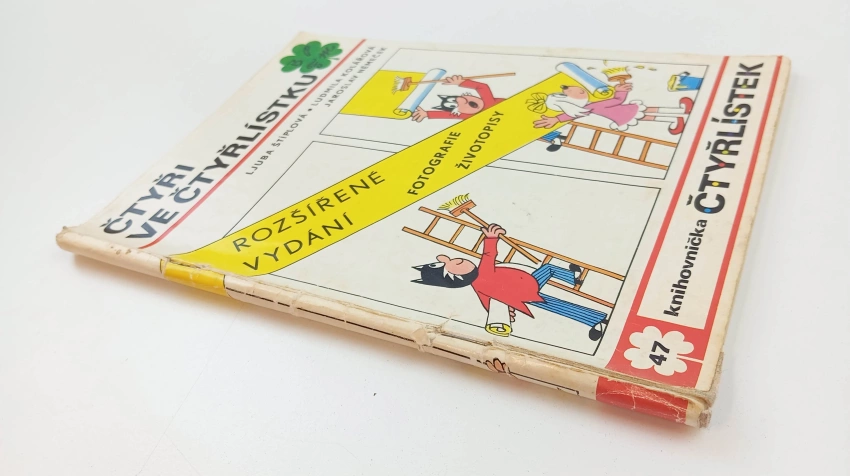 ČTYŘI
VE ČTYŘLÍSTKU
LJUBA ŠTÍPLOVÁ • LUDMILA KOLÁŘOVÁ
JAROSLAV NĚMEČEK
ROZŠÍŘENÉ
VYDÁNÍ
FOTOGRAFIE
ŽIVOTOPISY
knihovnička ČTYŘLÍSTEK
47